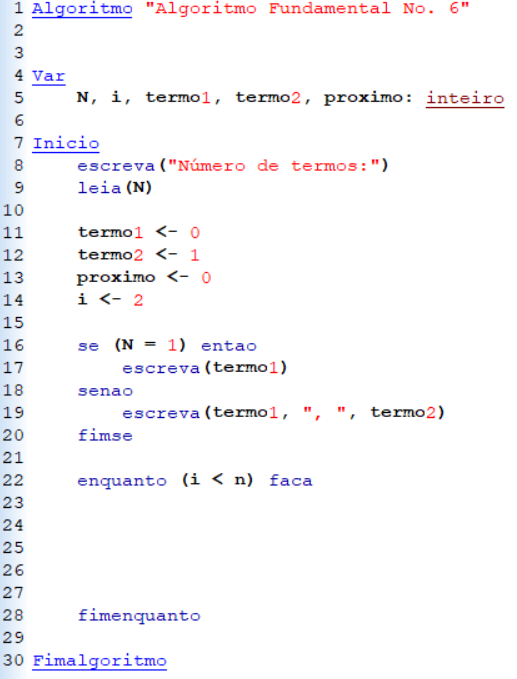 1 Algoritmo "Algoritmo Fundamental No. 6"
2
3
4 Var
5     N, i, termo1, termo2, proximo: inteiro
6
7 Inicio
8     escreva("Número de termos:")
9     leia(N)
10
11     termo1 <- 0
12     termo2 <- 1
13     proximo <- 0
14     i <- 2
15
16     se (N = 1) entao
17         escreva(termo1)
18     senao
19         escreva(termo1, ", ", termo2)
20     fimse
21
22     enquanto (i < n) faca
23
24
25
26
27
28     fimenquanto
29
30 Fimalgoritmo